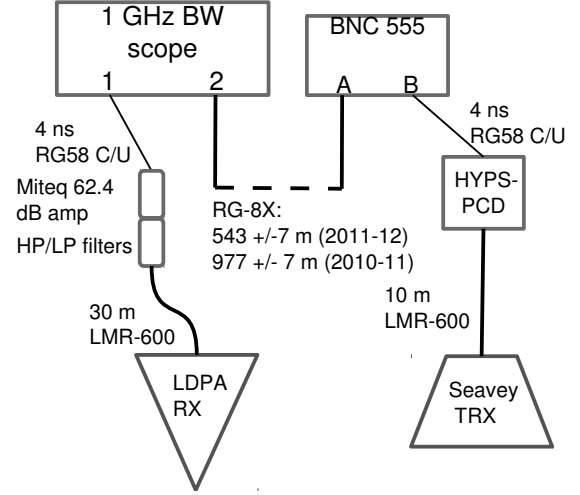 1 GHz BW
scope
1 2
BNC 555
A B
4 ns
RG58 C/U
4 ns
RG58 C/U
Miteq 62.4
dB amp
HP/LP filters
HYPS-
PCD
RG-8X:
543 +/-7 m (2011-12)
977 +/- 7 m (2010-11)
30 m
LMR-600
10 m
LMR-600
LDPA
RX
Seavey
TRX